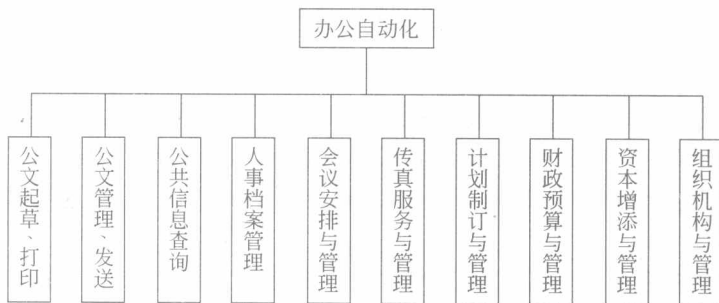 办公自动化
公文起草、打印
公文管理、发送
公共信息查询
人事档案管理
会议安排与管理
传真服务与管理
计划制订与管理
财政预算与管理
资本增添与管理
组织机构与管理